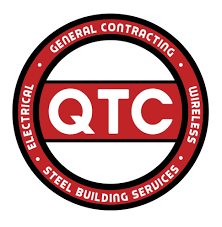 GENERAL CONTRACTING
WIRELESS
STEEL BUILDING SERVICES
ELECTRICAL
QTC